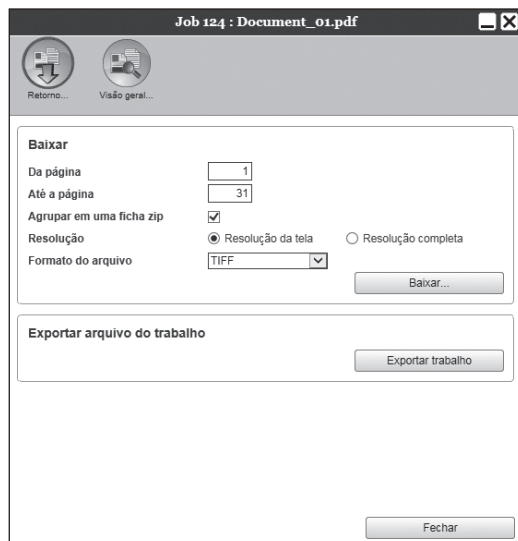 Job 124 : Document_01.pdf
Retorno... Visão geral...
Baixar
Da página 1
Até a página 31
Agrupar em uma ficha zip
Resolução Resolução da tela Resolução completa
Formato do arquivo TIFF
Baixar...
Exportar arquivo do trabalho
Exportar trabalho
Fechar